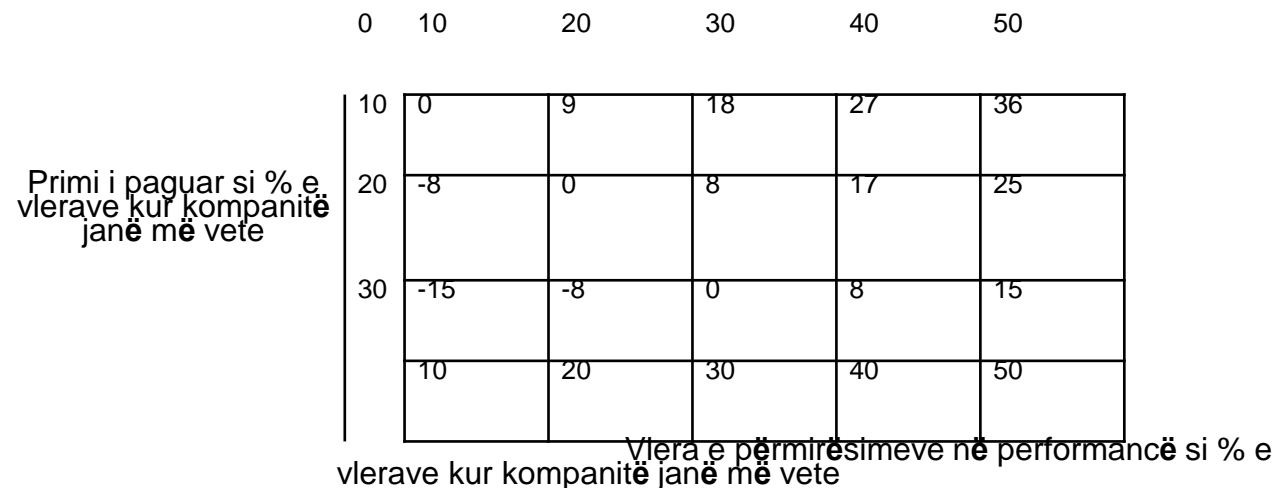 0 10 20 30 40 50
10 0 9 18 27 36
Primi i paguar si % e
vlerave kur kompanitë
janë më vete
20 -8 0 8 17 25
30 -15 -8 0 8 15
10 20 30 40 50
Vlera e përmirësimeve në performancë si % e
vlerave kur kompanitë janë më vete